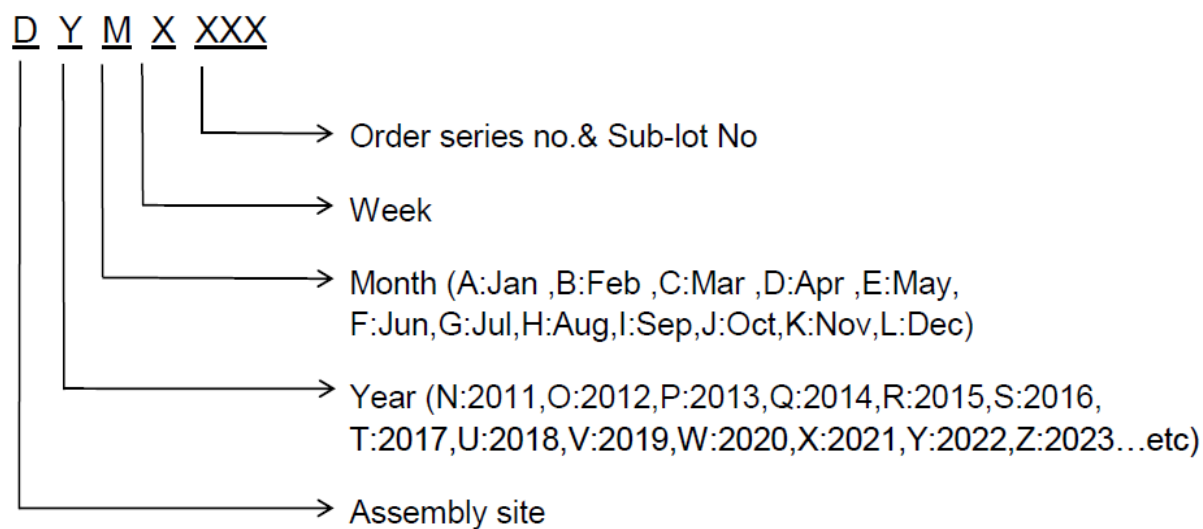 D Y M X XXX
Order series no.& Sub-lot No
Week
Month (A:Jan ,B:Feb ,C:Mar ,D:Apr ,E:May,
F:Jun,G:Jul,H:Aug,I:Sep,J:Oct,K:Nov,L:Dec)
Year (N:2011,O:2012,P:2013,Q:2014,R:2015,S:2016,
T:2017,U:2018,V:2019,W:2020,X:2021,Y:2022,Z:2023…etc)
Assembly site